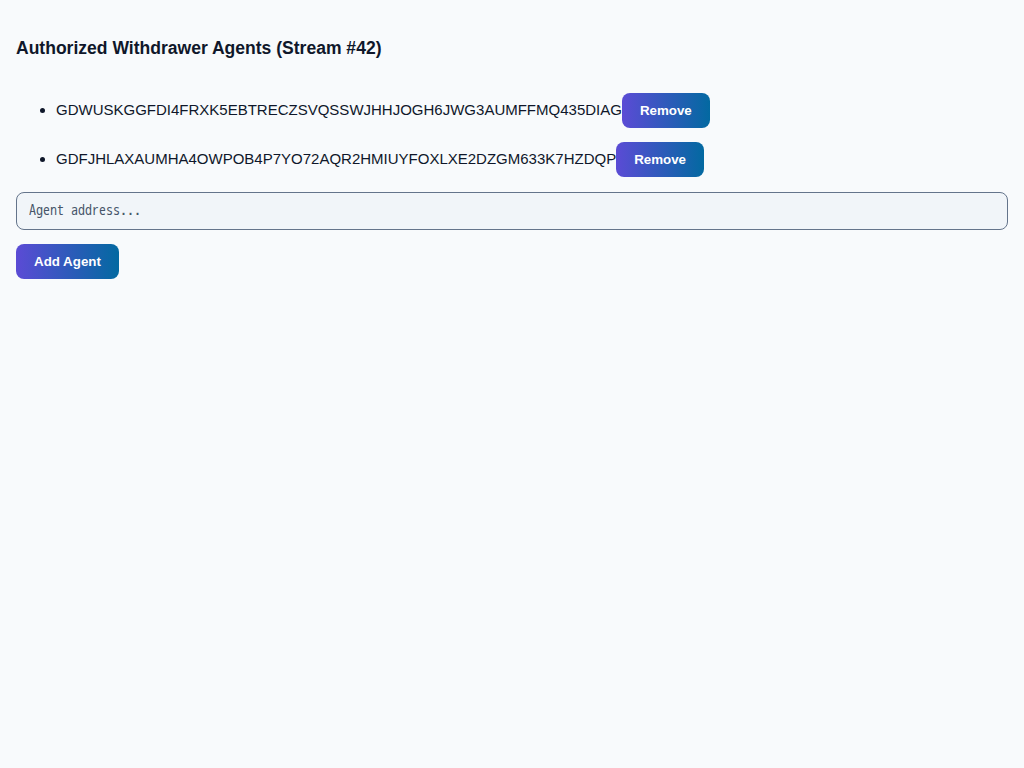 Authorized Withdrawer Agents (Stream #42)
GDWUSKGGFDI4FRXK5EBTRECZSVQSSWJHHJOGH6JWG3AUMFFMQ435DIAG Remove
GDFJHLAXAUMHA4OWPOB4P7YO72AQR2HMIUYFOXLXE2DZGM633K7HZDQP Remove
Agent address...
Add Agent